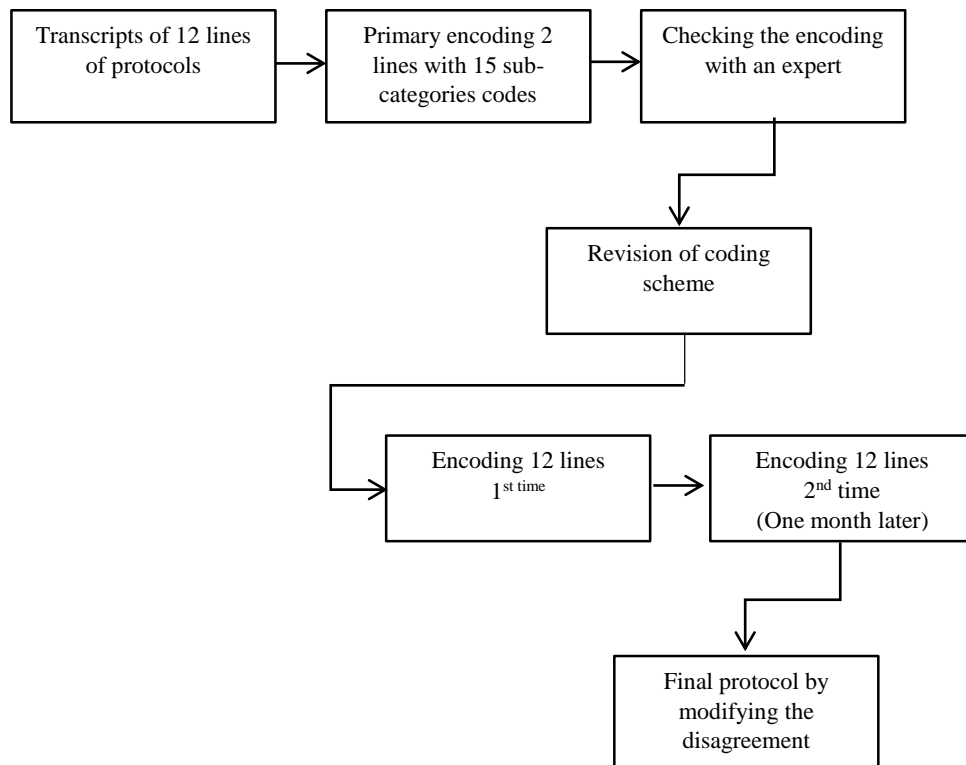 Transcripts of 12 lines
of protocols
Primary encoding 2
lines with 15 sub-
categories codes
Checking the encoding
with an expert
Revision of coding
scheme
Encoding 12 lines
1st time
Encoding 12 lines
2nd time
(One month later)
Final protocol by
modifying the
disagreement